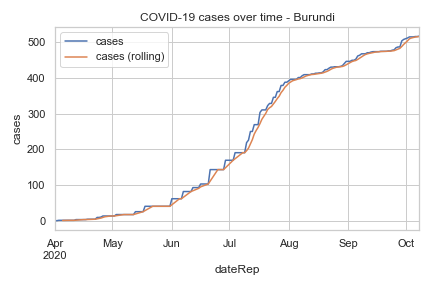 COVID-19 cases over time - Burundi
cases
cases (rolling)
500
400
300
200
100
0
cases
Apr
2020
May
Jun
Jul
Aug
Sep
Oct
dateRep